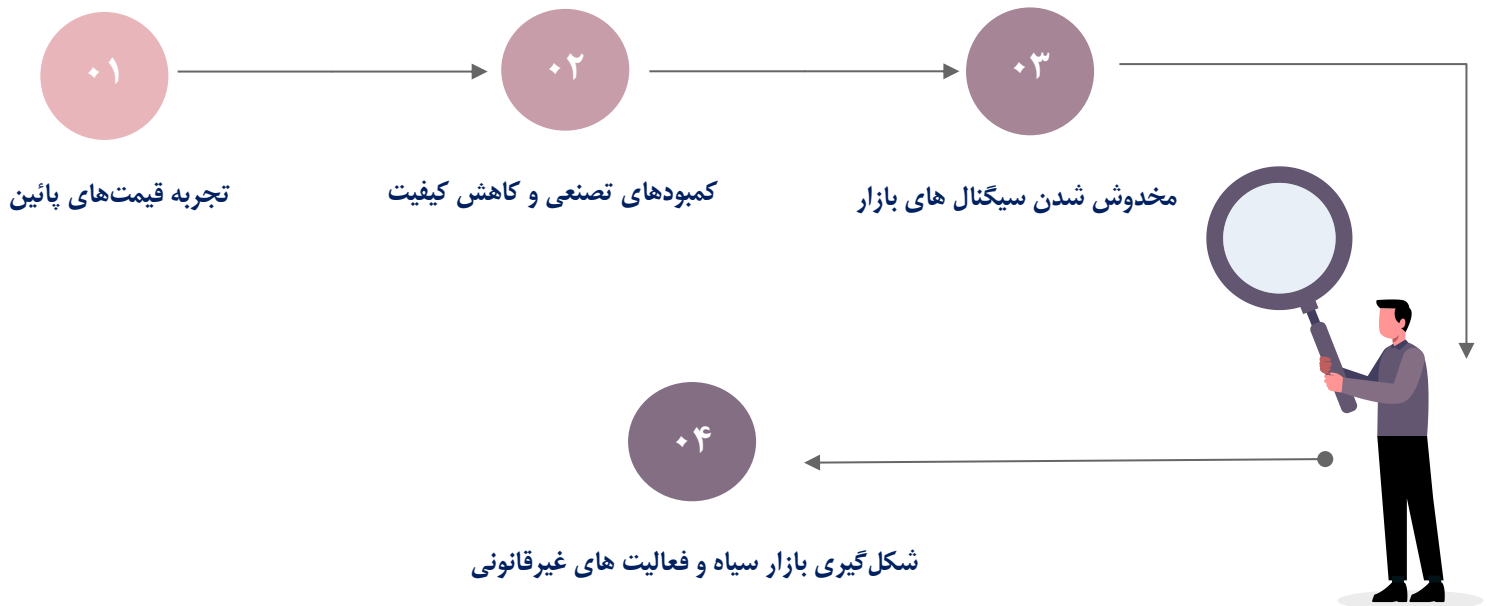 ۰۱
تجربه قیمت‌های پائین
۰۲
کمبودهای تصنعی و کاهش کیفیت
۰۳
مخدوش شدن سیگنال های بازار
۰۴
شکل‌گیری بازار سیاه و فعالیت های غیرقانونی